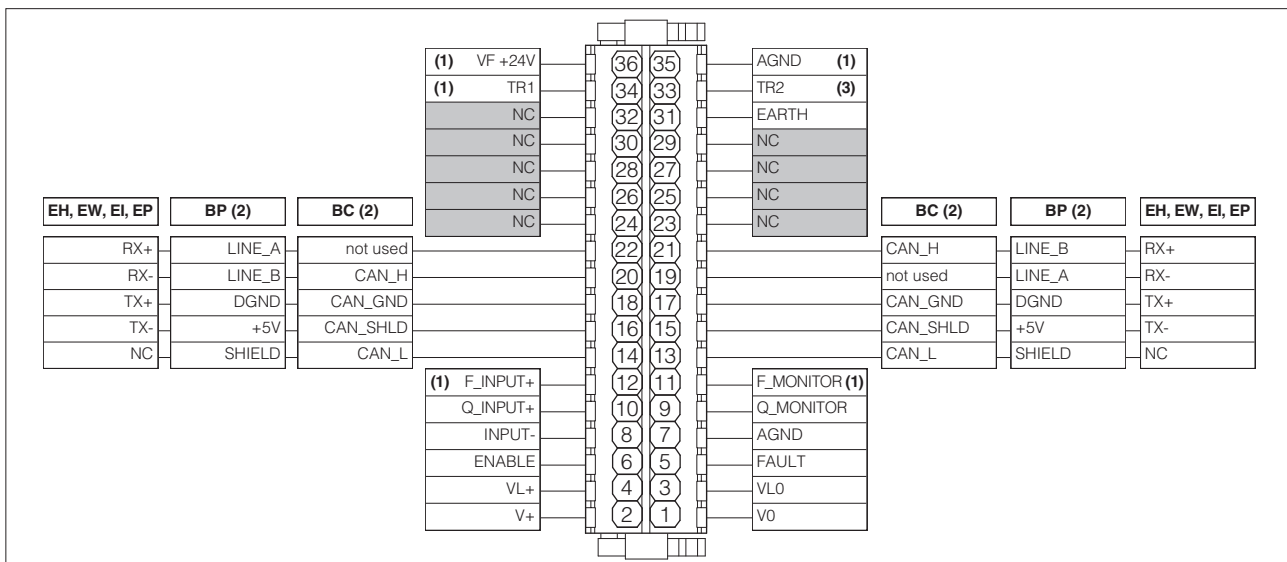 (1) VF +24V 36 35 AGND (1)
(1) TR1 34 33 TR2 (3)
NC 32 31 EARTH
NC 30 29 NC
NC 28 27 NC
NC 26 25 NC
NC 24 23 NC
EH, EW, EI, EP BP (2) BC (2) BC (2) BP (2) EH, EW, EI, EP
RX+ LINE_A not used 22 21 CAN_H LINE_B RX+
RX- LINE_B CAN_H 20 19 not used LINE_A RX-
TX+ DGND CAN_GND 18 17 CAN_GND DGND TX+
TX- +5V CAN_SHLD 16 15 CAN_SHLD +5V TX-
NC SHIELD CAN_L 14 13 CAN_L SHIELD NC
(1) F_INPUT+ 12 11 F_MONITOR (1)
Q_INPUT+ 10 9 Q_MONITOR
INPUT- 8 7 AGND
ENABLE 6 5 FAULT
VL+ 4 3 VL0
V+ 2 1 V0